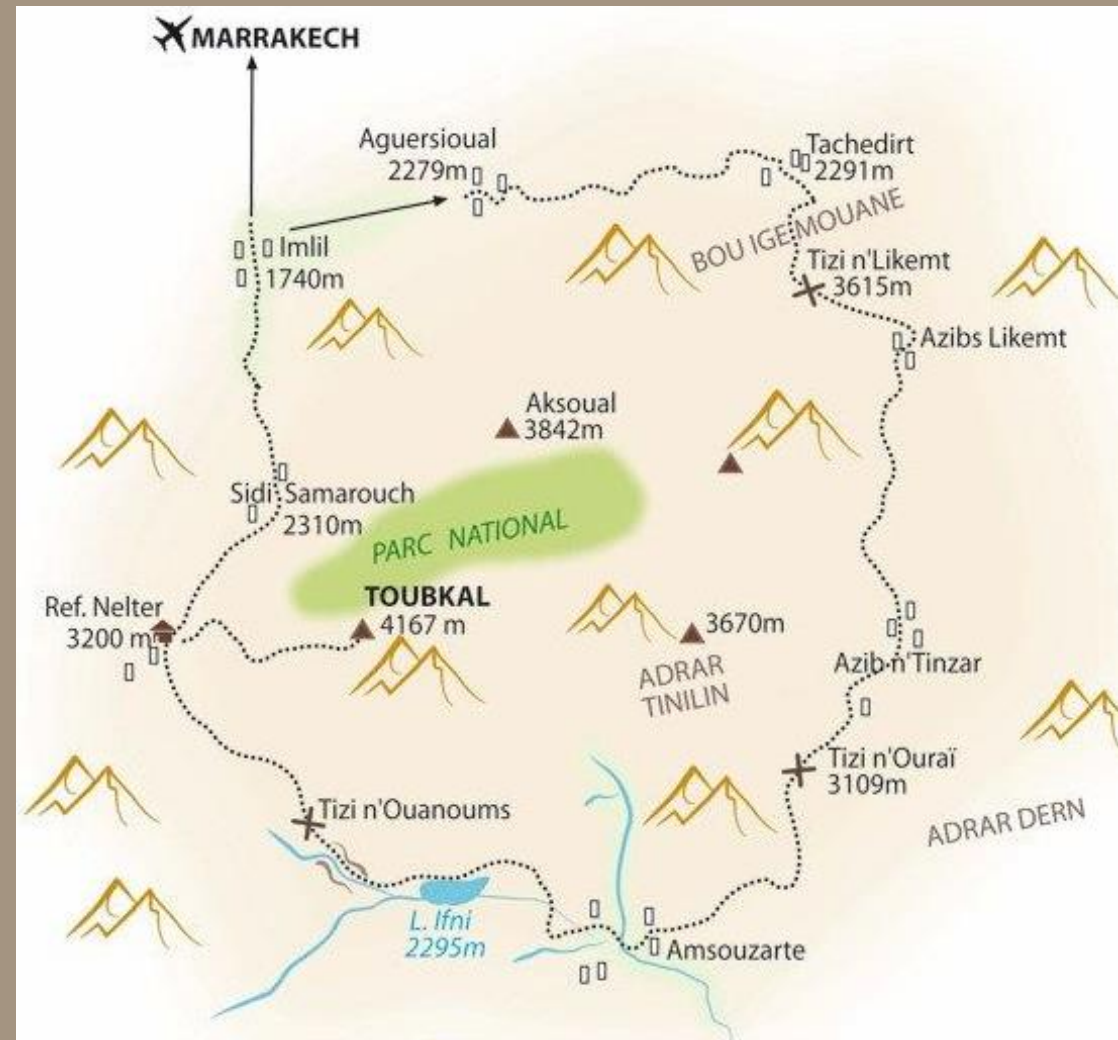 MARRAKECH
Aguersioual
2279m
Tachedirt
2291m
BOU IGEMOUANE
Imlil
1740m
Tizi n'Likemt
3615m
Azibs Likemt
Aksoual
3842m
Sidi Samarouch
2310m
PARC NATIONAL
Ref. Nelter
3200 m
TOUBKAL
4167 m
3670m
ADRAR
TINILIN
Azib n'Tinzar
Tizi n'Ouraï
3109m
Tizi n'Ouanoums
ADRAR DERN
L. Ifni
2295m
Amsouzarte